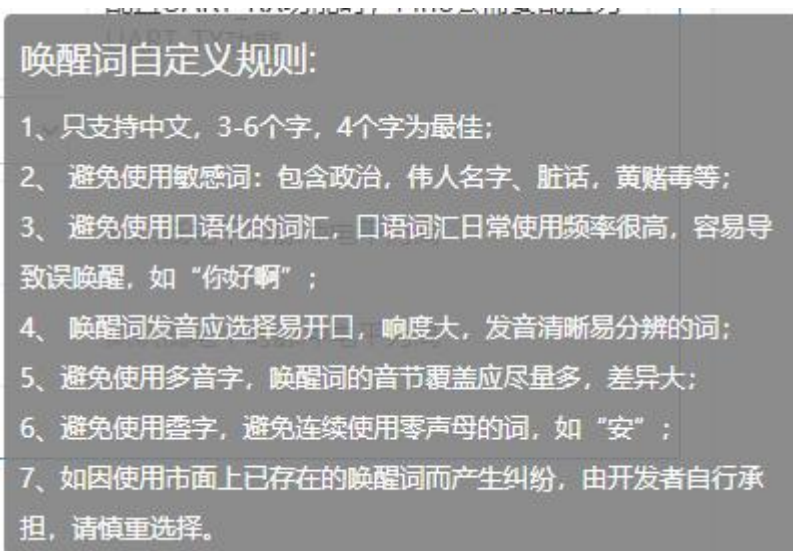 唤醒词自定义规则:
1、只支持中文，3-6个字，4个字为最佳；
2、 避免使用敏感词：包含政治，伟人名字、脏话，黄赌毒等；
3、 避免使用口语化的词汇，口语词汇日常使用频率很高，容易导
致误唤醒，如“你好啊”；
4、 唤醒词发音应选择易开口，响度大，发音清晰易分辨的词；
5、避免使用多音字，唤醒词的音节覆盖应尽量多，差异大；
6、避免使用叠字，避免连续使用零声母的词，如“安”；
7、如因使用市面上已存在的唤醒词而产生纠纷，由开发者自行承
担，请慎重选择。